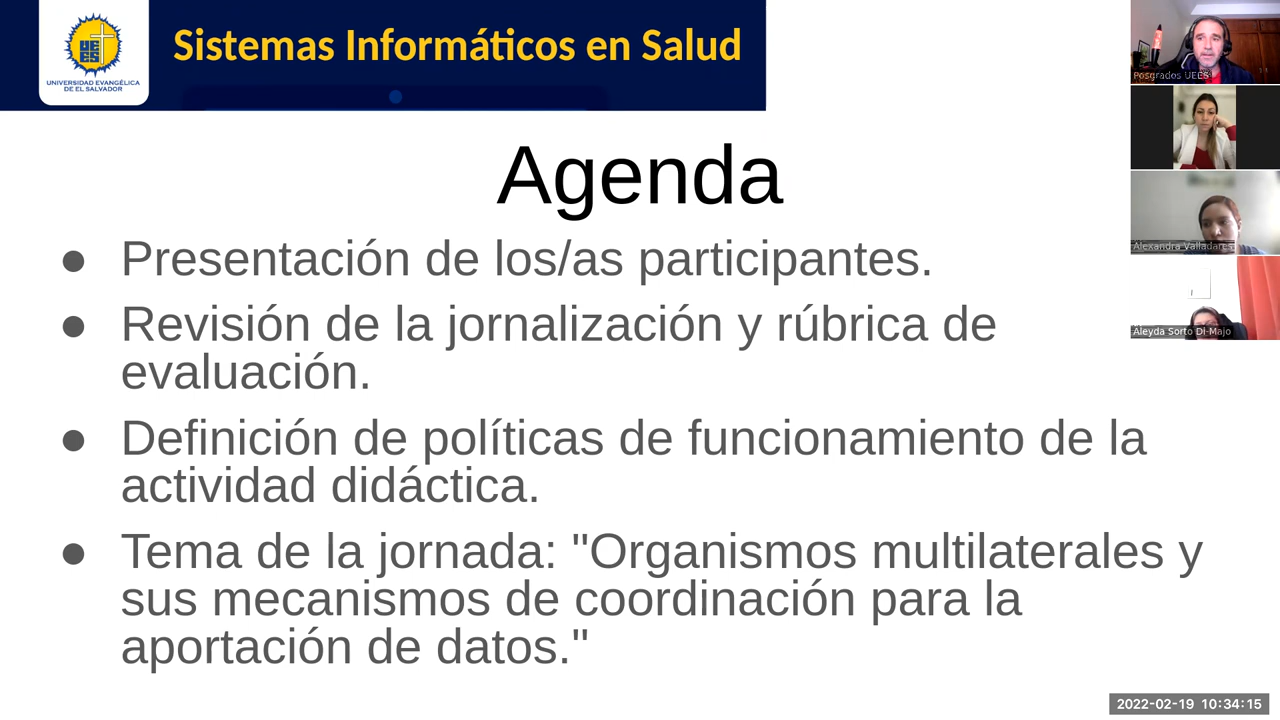 Sistemas Informáticos en Salud
UEES
UNIVERSIDAD EVANGÉLICA
DE EL SALVADOR
Posgrados UEES
Agenda
● Presentación de los/as participantes.
Alexandra Valladares
● Revisión de la jornalización y rúbrica de
evaluación.
Aleyda Sorto Di-Majo
● Definición de políticas de funcionamiento de la
actividad didáctica.
● Tema de la jornada: "Organismos multilaterales y
sus mecanismos de coordinación para la
aportación de datos."
2022-02-19 10:34:15